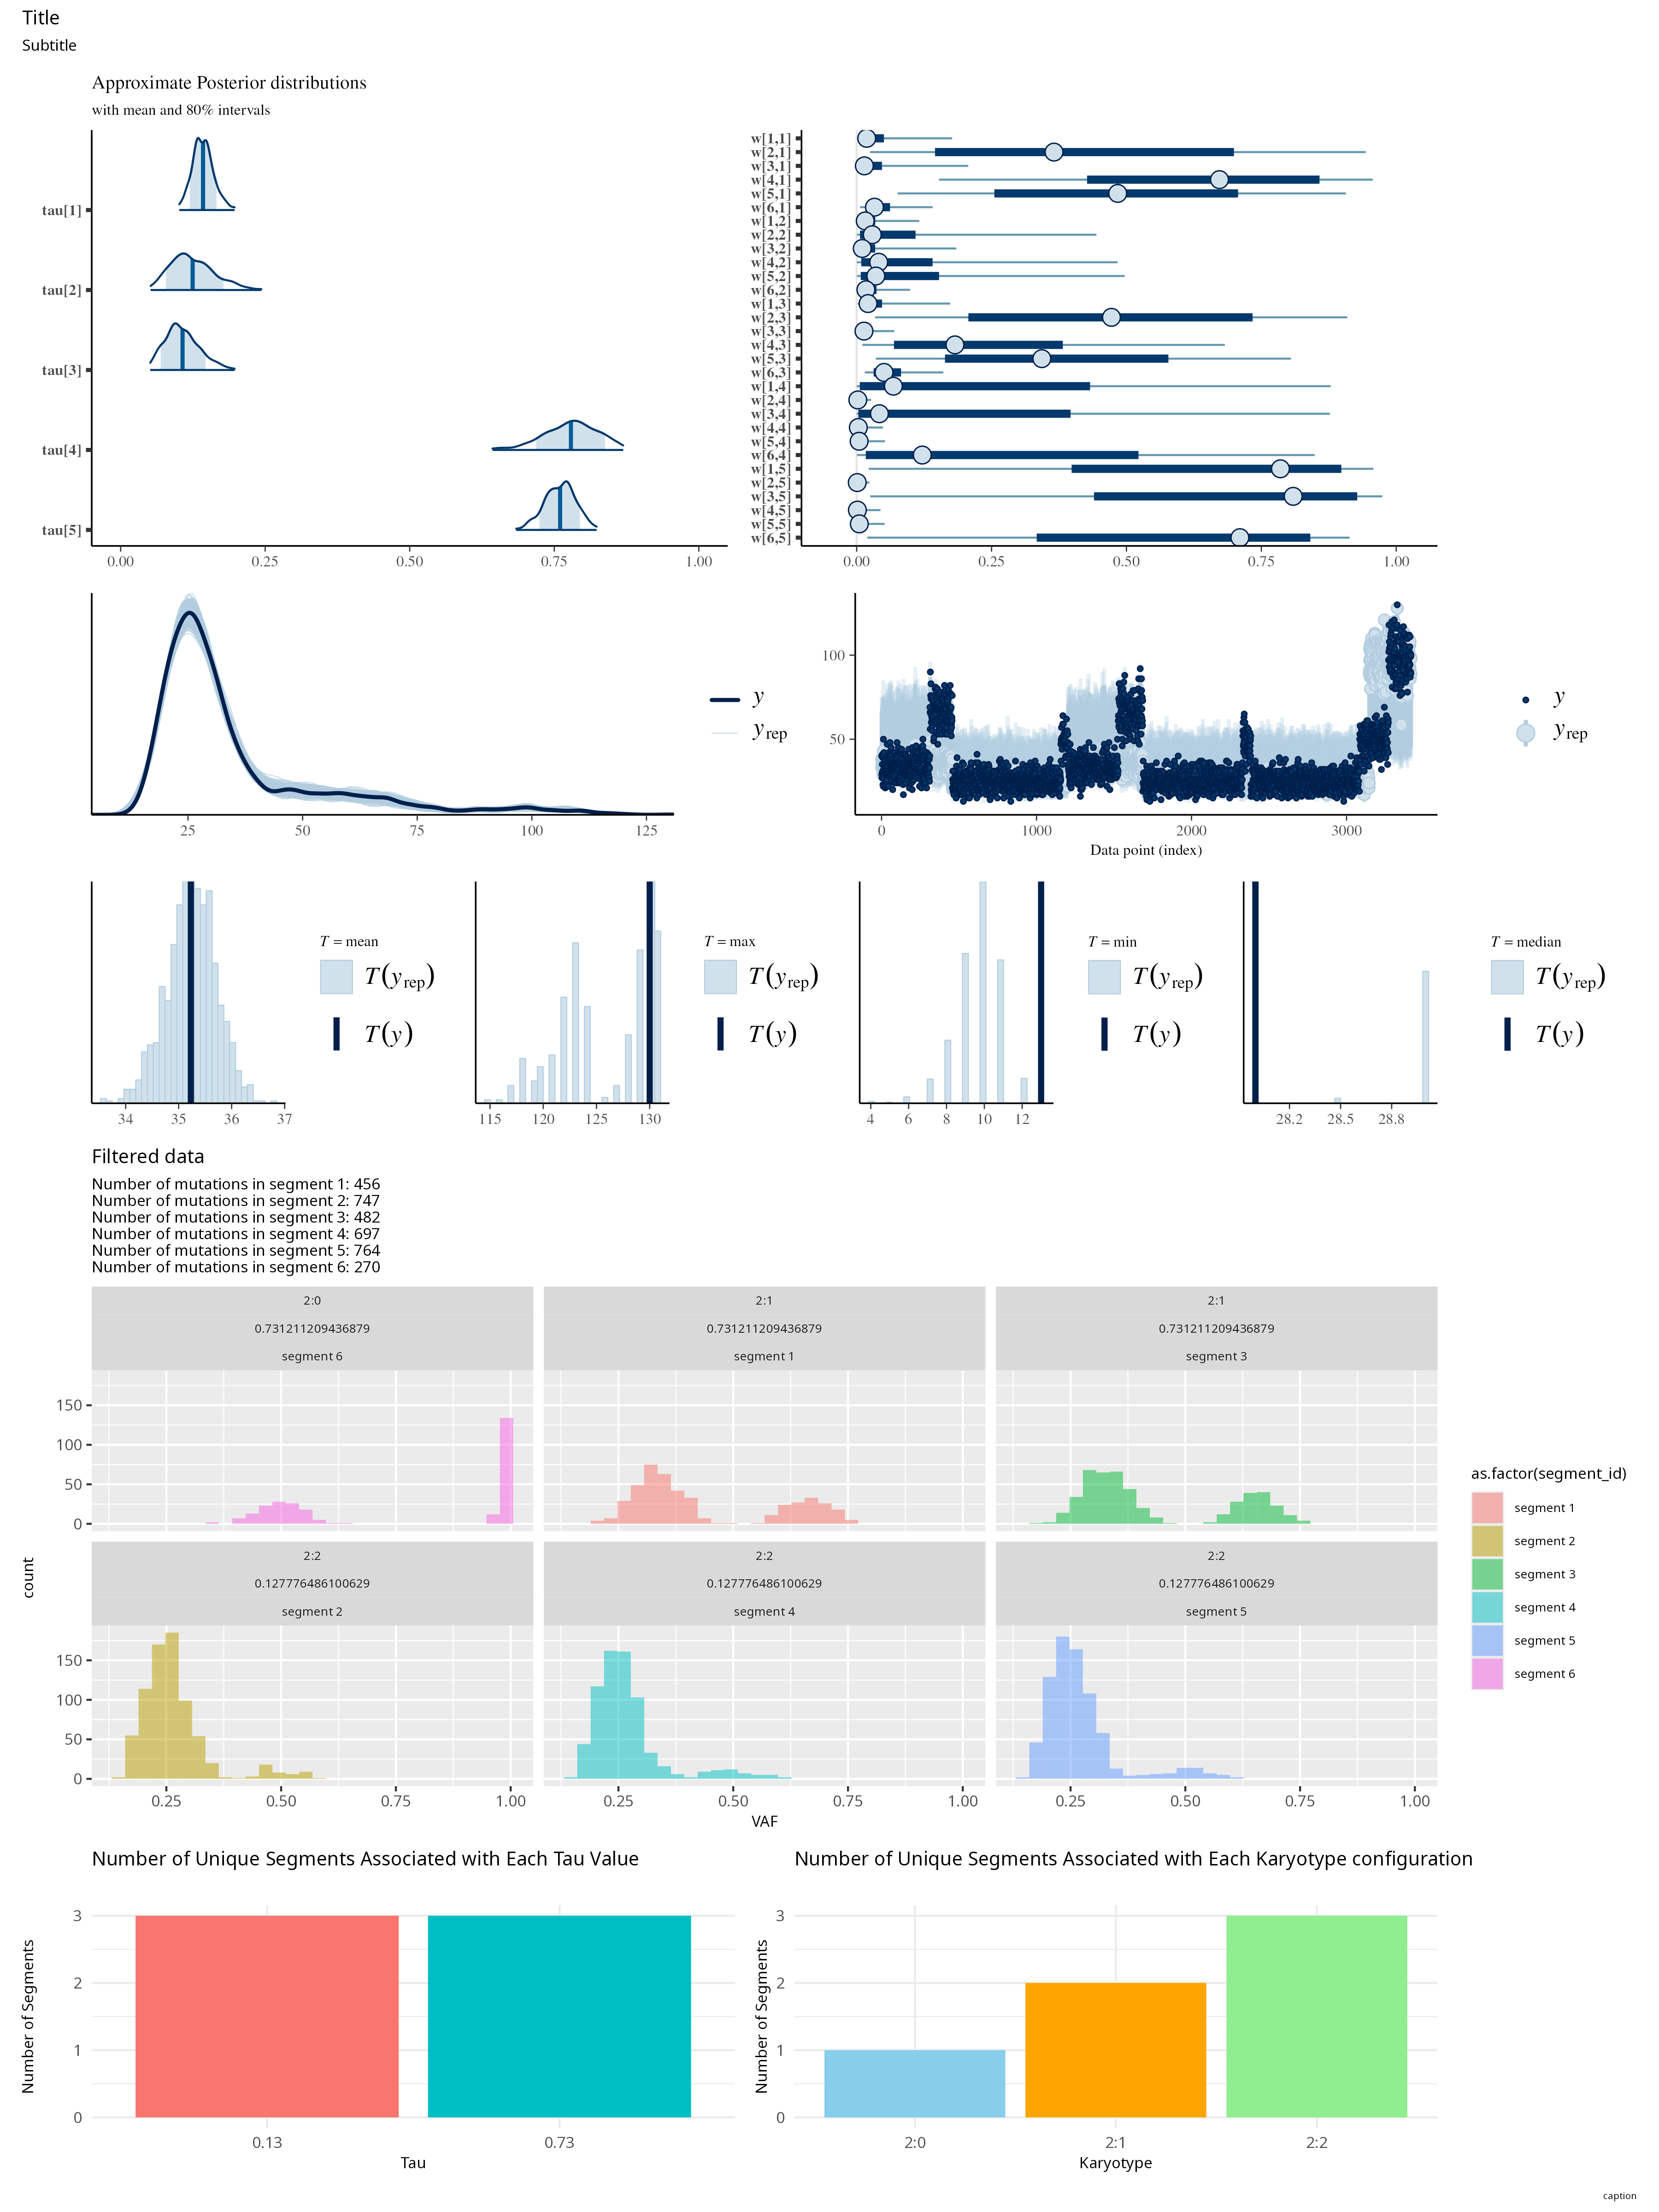 Title
Subtitle
Approximate Posterior distributions
with mean and 80% intervals
tau[1]
tau[2]
tau[3]
tau[4]
tau[5]
0.00 0.25 0.50 0.75 1.00
w[1,1]
w[2,1]
w[3,1]
w[4,1]
w[5,1]
w[6,1]
w[1,2]
w[2,2]
w[3,2]
w[4,2]
w[5,2]
w[6,2]
w[1,3]
w[2,3]
w[3,3]
w[4,3]
w[5,3]
w[6,3]
w[1,4]
w[2,4]
w[3,4]
w[4,4]
w[5,4]
w[6,4]
w[1,5]
w[2,5]
w[3,5]
w[4,5]
w[5,5]
w[6,5]
0.00 0.25 0.50 0.75 1.00
y
yrep
25 50 75 100 125
100
50
0 1000 2000 3000
Data point (index)
y
yrep
T = mean
T(yrep)
T(y)
34 35 36 37
T = max
T(yrep)
T(y)
115 120 125 130
T = min
T(yrep)
T(y)
4 6 8 10 12
T = median
T(yrep)
T(y)
28.2 28.5 28.8
Filtered data
Number of mutations in segment 1: 456
Number of mutations in segment 2: 747
Number of mutations in segment 3: 482
Number of mutations in segment 4: 697
Number of mutations in segment 5: 764
Number of mutations in segment 6: 270
2:0 2:1 2:1
0.731211209436879 0.731211209436879 0.731211209436879
segment 6 segment 1 segment 3
150
100
50
0
2:2 2:2 2:2
0.127776486100629 0.127776486100629 0.127776486100629
segment 2 segment 4 segment 5
150
100
50
0
count
0.25 0.50 0.75 1.00 0.25 0.50 0.75 1.00 0.25 0.50 0.75 1.00
VAF
as.factor(segment_id)
segment 1
segment 2
segment 3
segment 4
segment 5
segment 6
Number of Unique Segments Associated with Each Tau Value
Number of Segments
3
2
1
0
0.13 0.73
Tau
Number of Unique Segments Associated with Each Karyotype configuration
Number of Segments
3
2
1
0
2:0 2:1 2:2
Karyotype
caption